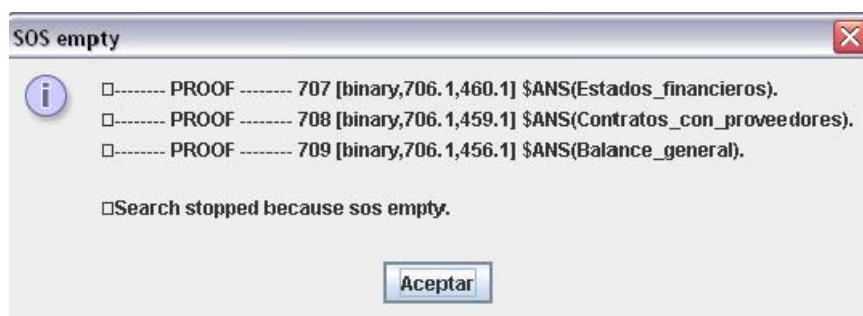 SOS empty
□-------- PROOF -------- 707 [binary,706.1,460.1] $ANS(Estados_financieros).
□-------- PROOF -------- 708 [binary,706.1,459.1] $ANS(Contratos_con_proveedores).
□-------- PROOF -------- 709 [binary,706.1,456.1] $ANS(Balance_general).
□Search stopped because sos empty.
Aceptar